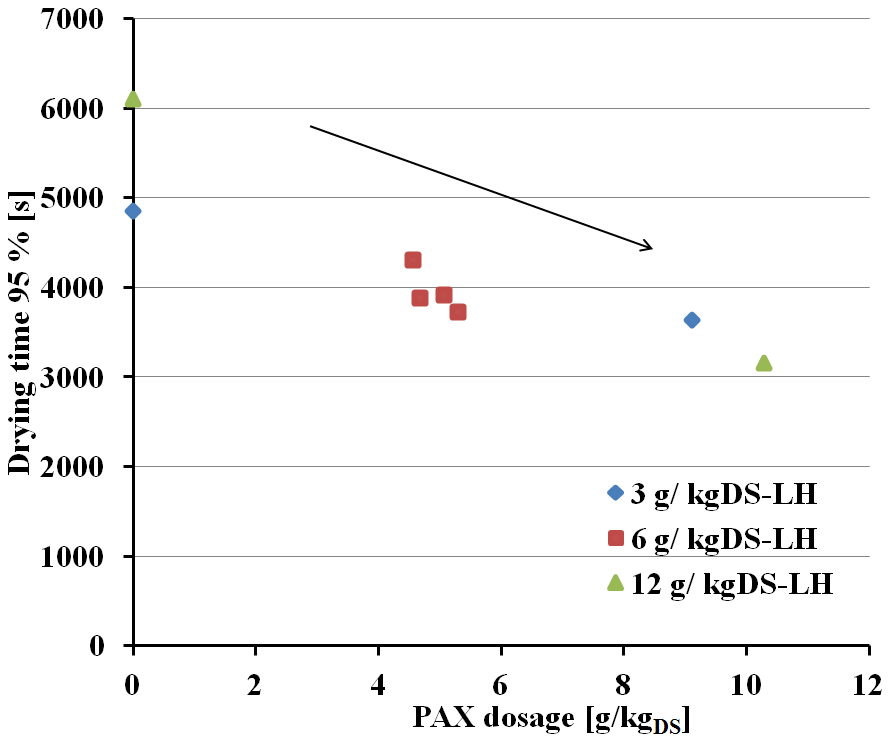 7000
6000
5000
4000
3000
2000
1000
0
Drying time 95 % [s]
3 g/ kgDS-LH
6 g/ kgDS-LH
12 g/ kgDS-LH
0 2 4 6 8 10 12
PAX dosage [g/kgDS]